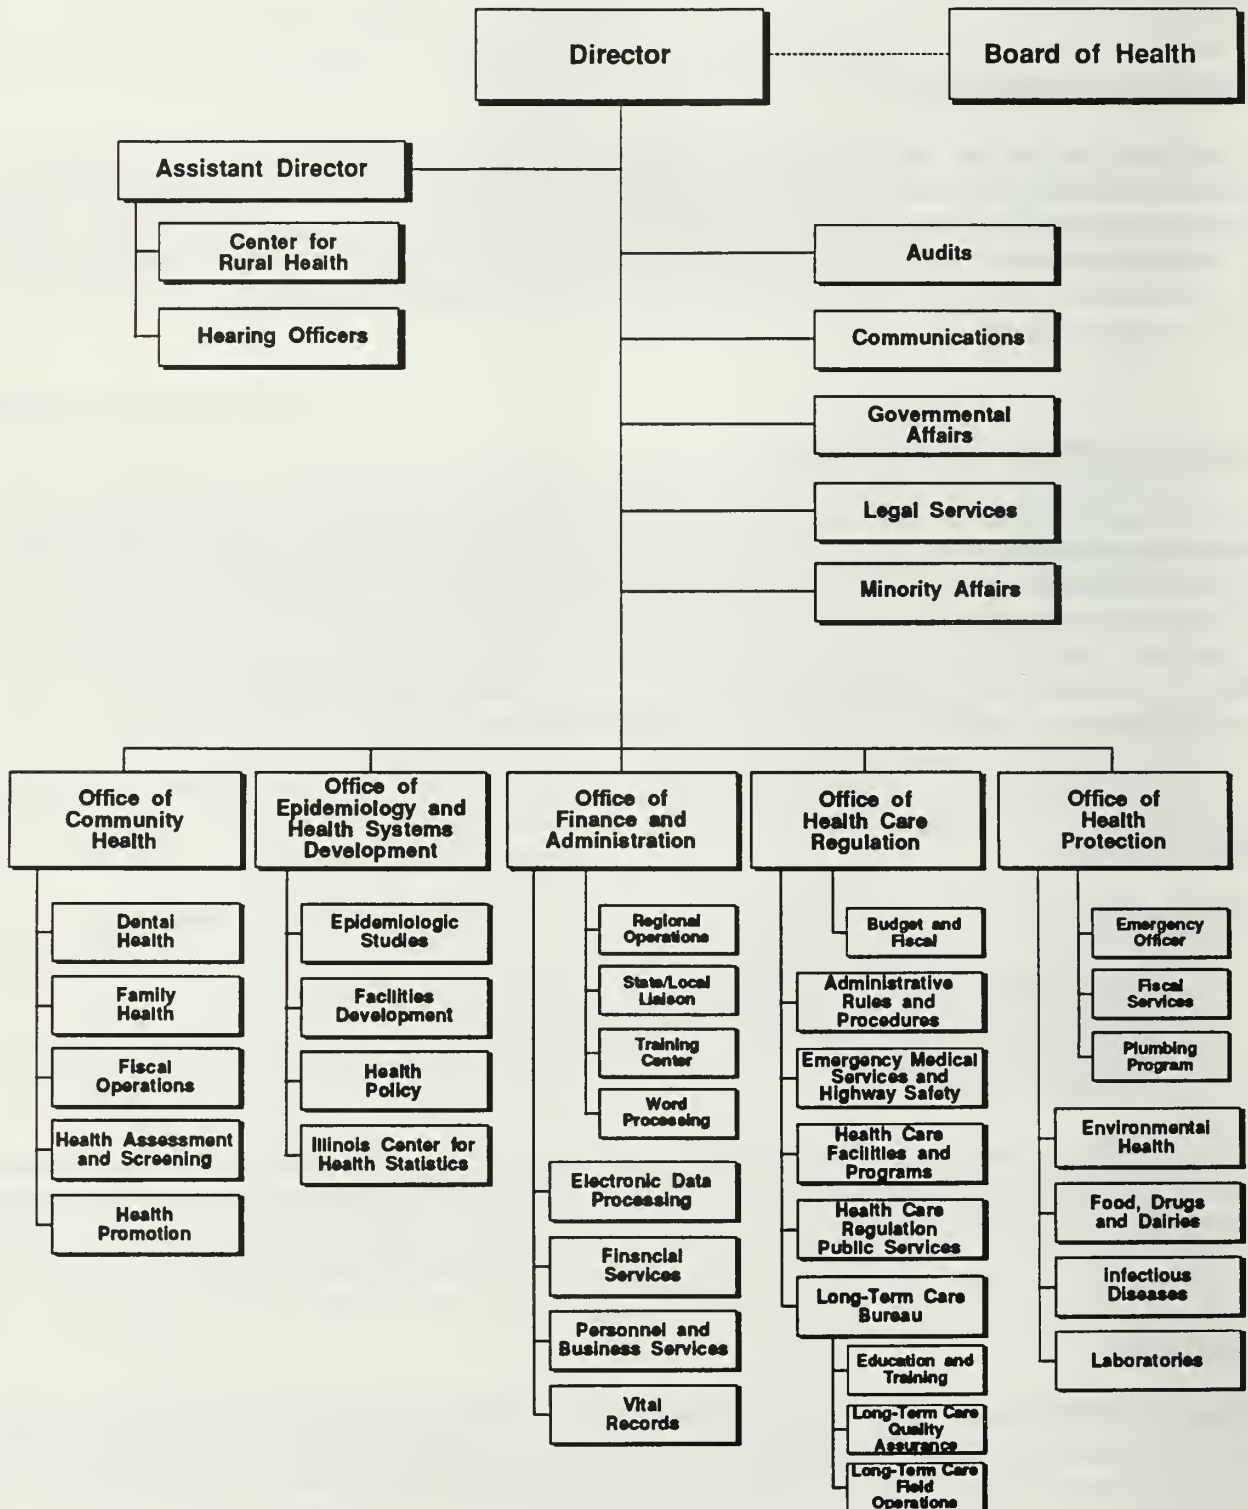 Director
Board of Health
Assistant Director
Center for
Rural Health
Hearing Officers
Audits
Communications
Governmental
Affairs
Legal Services
Minority Affairs
Office of
Community
Health
Dental
Health
Family
Health
Fiscal
Operations
Health Assessment
and Screening
Health
Promotion
Office of
Epidemiology and
Health Systems
Development
Epidemiologic
Studies
Facilities
Development
Health
Policy
Illinois Center for
Health Statistics
Office of
Finance and
Administration
Regional
Operations
State/Local
Liaison
Training
Center
Word
Processing
Electronic Data
Processing
Financial
Services
Personnel and
Business Services
Vital
Records
Office of
Health Care
Regulation
Budget and
Fiscal
Administrative
Rules and
Procedures
Emergency Medical
Services and
Highway Safety
Health Care
Facilities and
Programs
Health Care
Regulation
Public Services
Long-Term Care
Bureau
Education and
Training
Long-Term Care
Quality
Assurance
Long-Term Care
Field
Operations
Office of
Health
Protection
Emergency
Officer
Fiscal
Services
Plumbing
Program
Environmental
Health
Food, Drugs
and Dairies
Infectious
Diseases
Laboratories